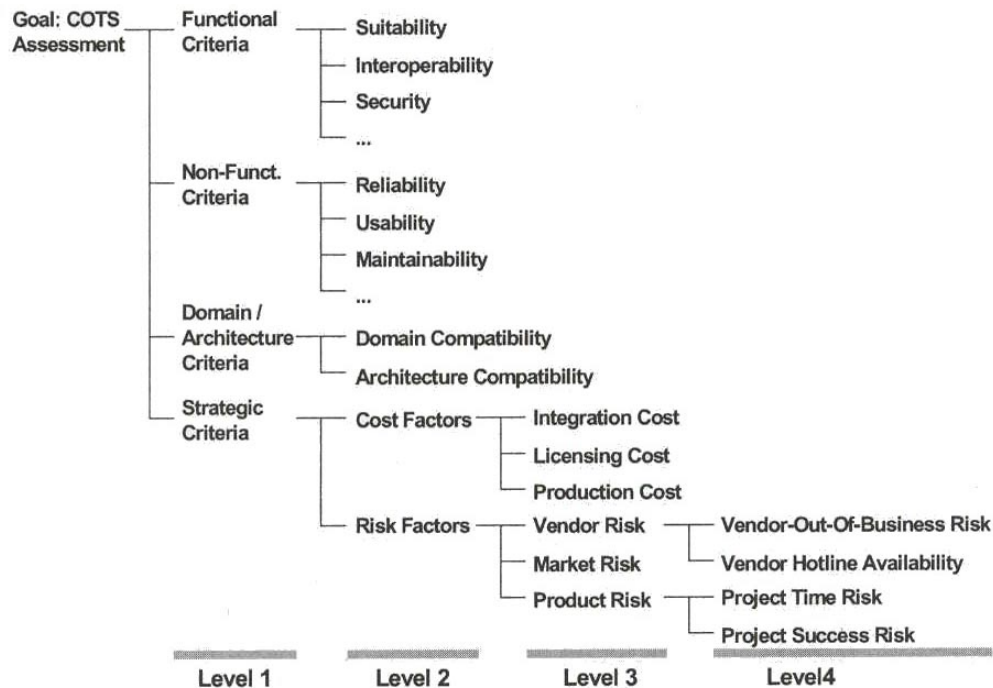 Goal: COTS
Assessment
Functional
Criteria
Suitability
Interoperability
Security
...
Non-Funct.
Criteria
Reliability
Usability
Maintainability
...
Domain /
Architecture
Criteria
Domain Compatibility
Architecture Compatibility
Strategic
Criteria
Cost Factors
Integration Cost
Licensing Cost
Production Cost
Risk Factors
Vendor Risk
Vendor-Out-Of-Business Risk
Vendor Hotline Availability
Market Risk
Product Risk
Project Time Risk
Project Success Risk
Level 1
Level 2
Level 3
Level4